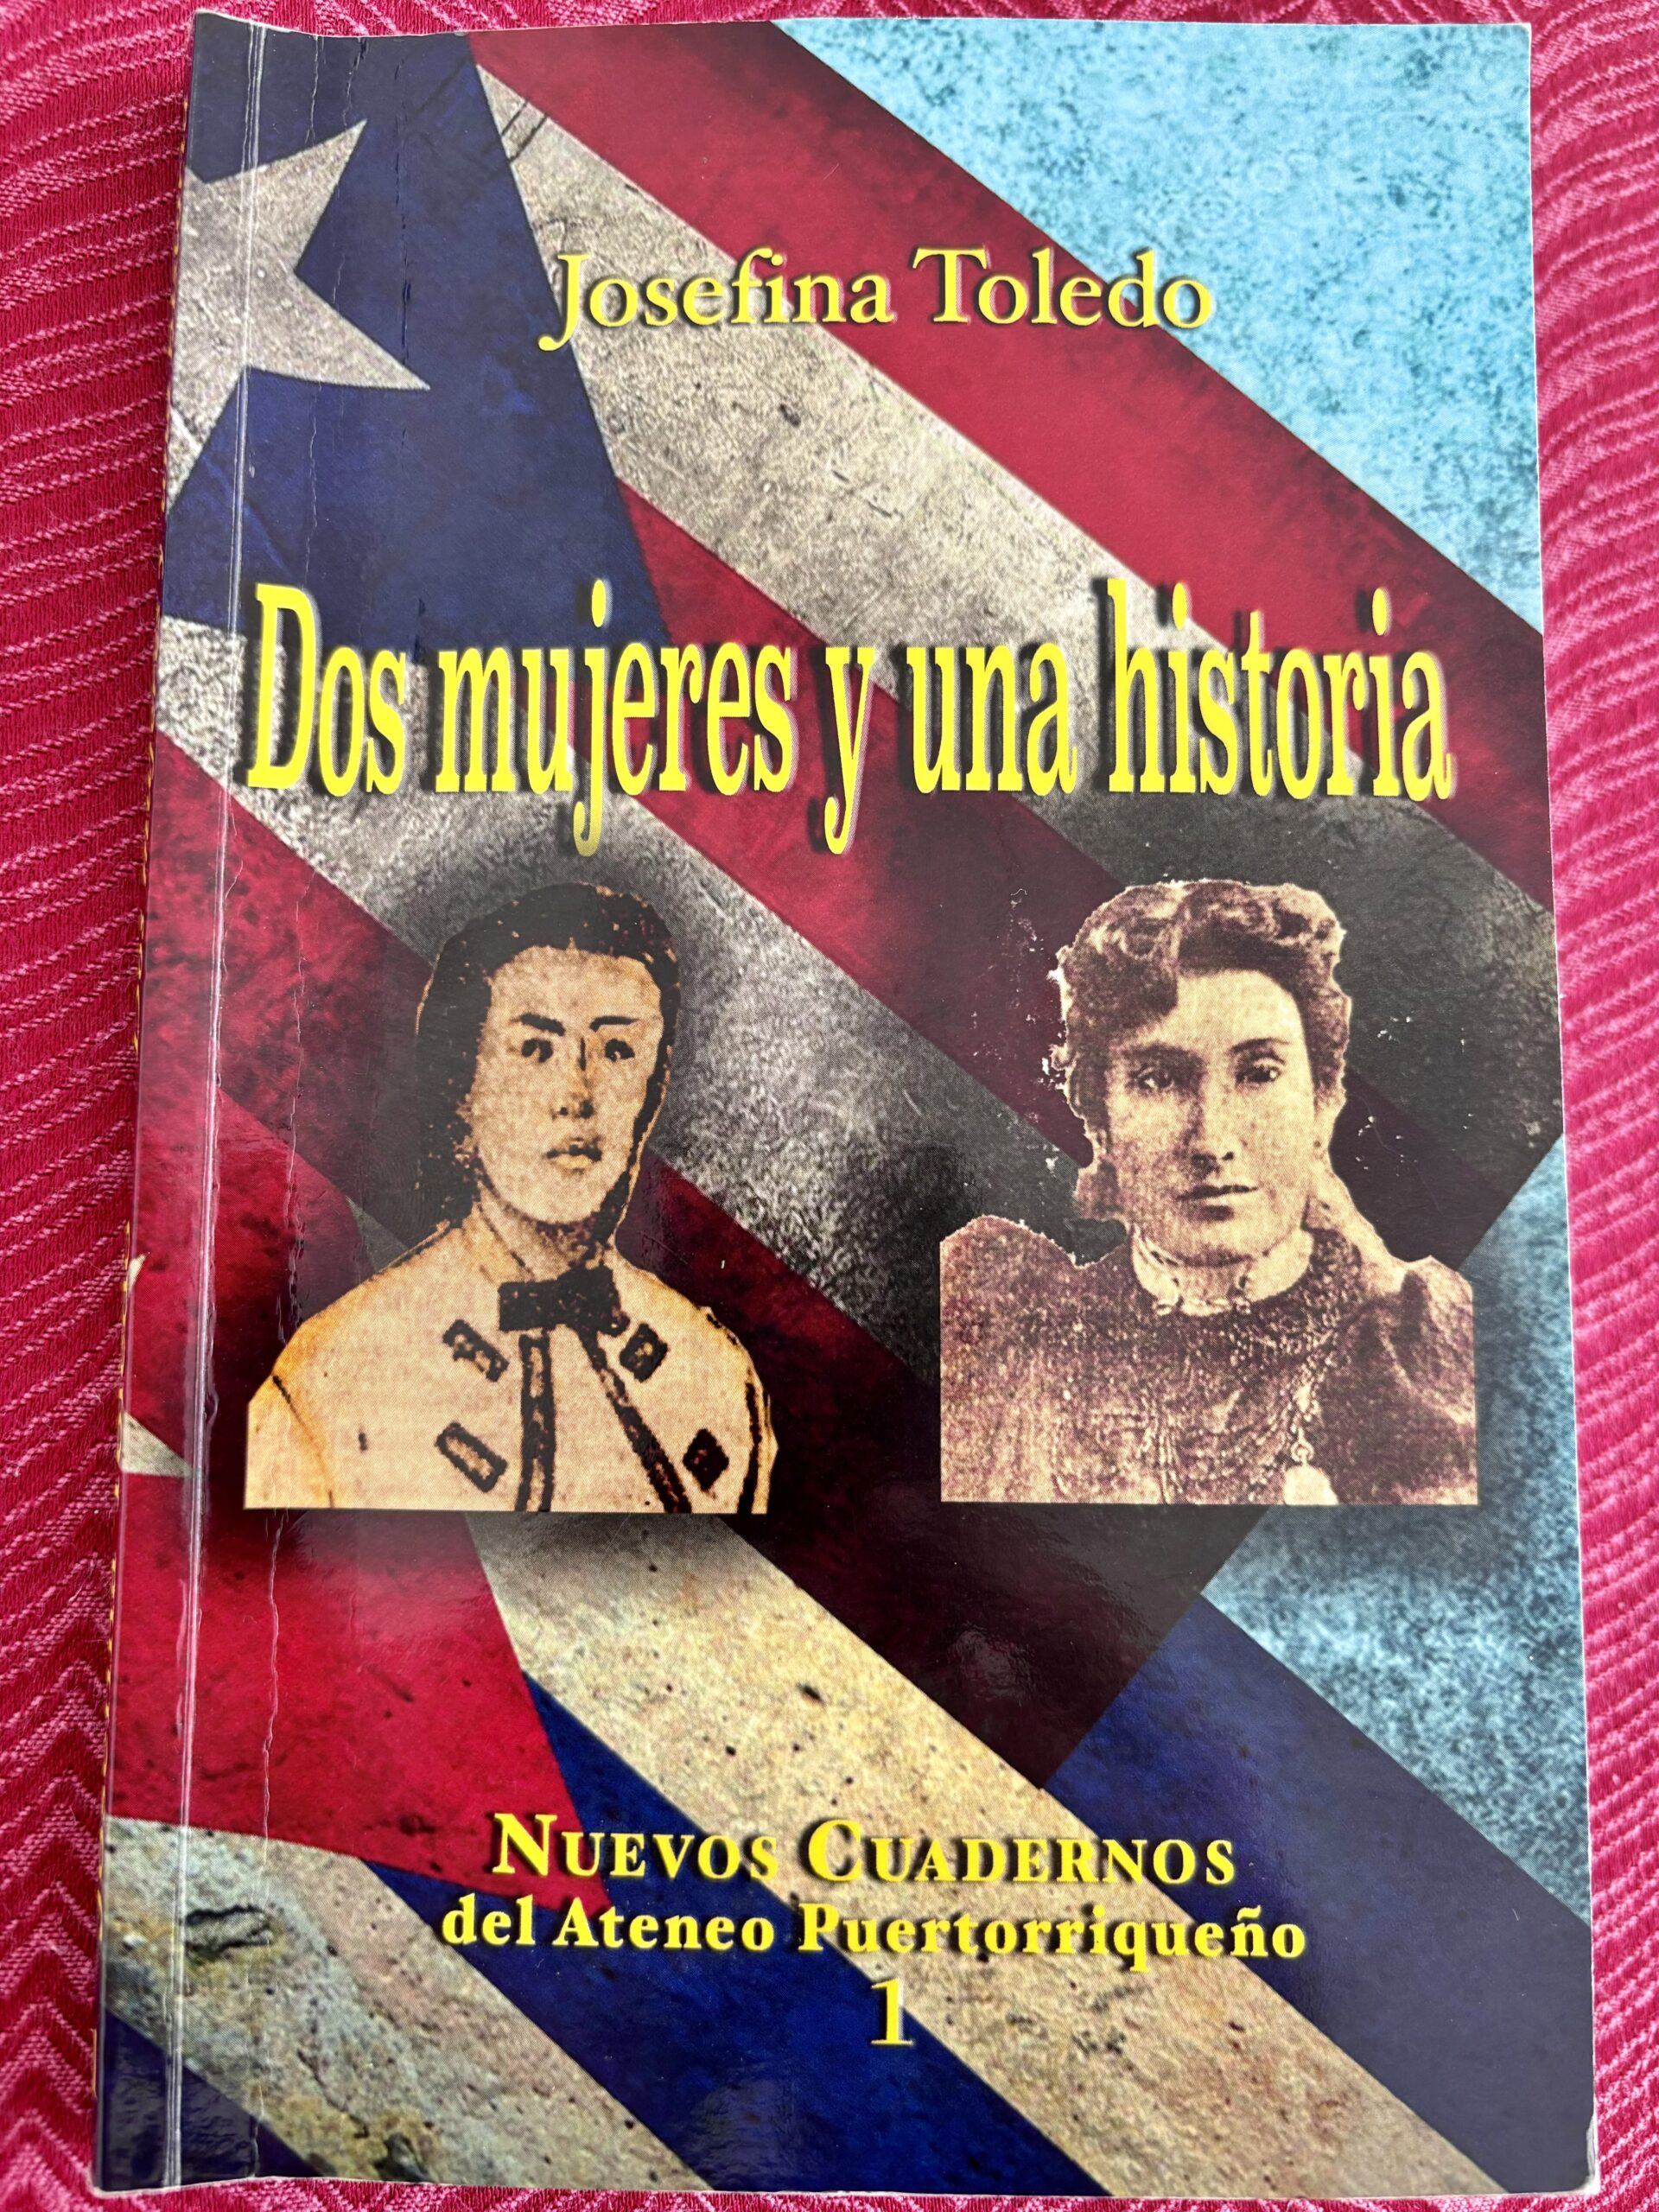 Josefina Toledo
Dos mujeres y una historia
NUEVOS CUADERNOS
del Ateneo Puertorriqueño
1